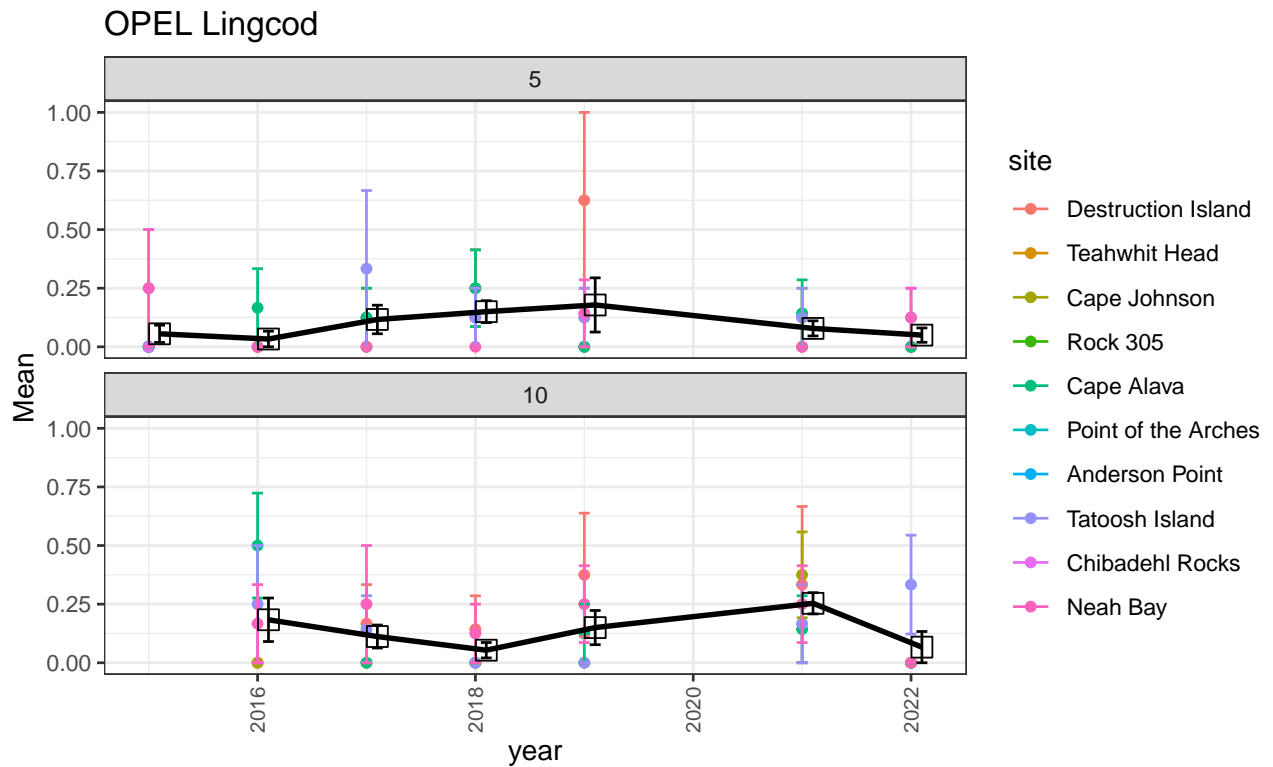 OPEL Lingcod
5
1.00
0.75
0.50
0.25
0.00
Mean
10
1.00
0.75
0.50
0.25
0.00
2016
2018
2020
2022
year
site
Destruction Island
Teahwhit Head
Cape Johnson
Rock 305
Cape Alava
Point of the Arches
Anderson Point
Tatoosh Island
Chibadehl Rocks
Neah Bay